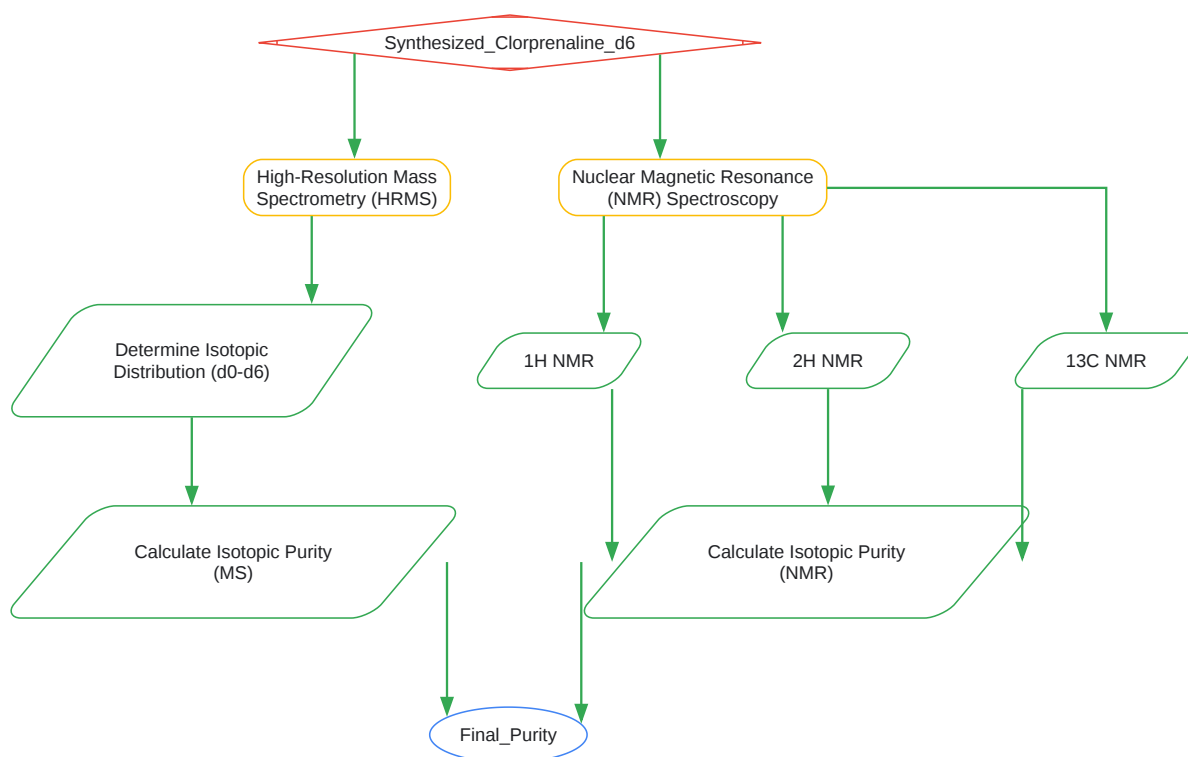 Synthesized_Clorprenaline_d6
High-Resolution Mass
Spectrometry (HRMS)
Nuclear Magnetic Resonance
(NMR) Spectroscopy
Determine Isotopic
Distribution (d0-d6)
1H NMR
2H NMR
13C NMR
Calculate Isotopic Purity
(MS)
Calculate Isotopic Purity
(NMR)
Final_Purity